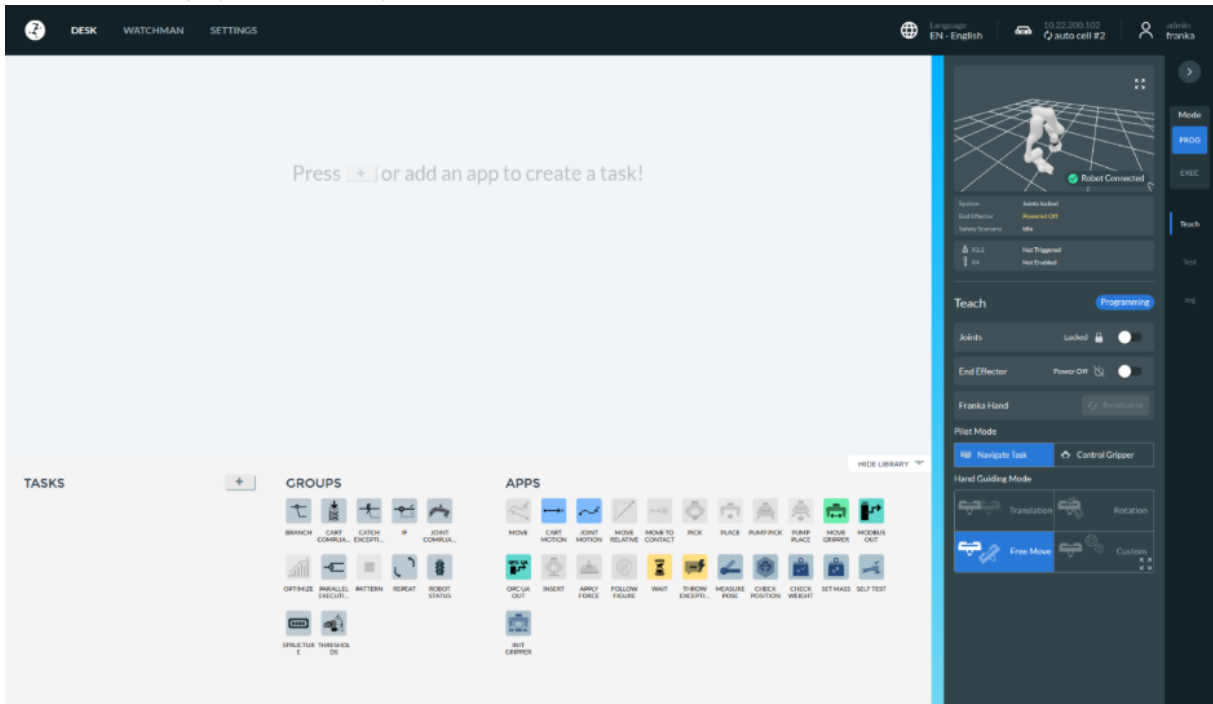 DESK WATCHMAN SETTINGS
Language
EN - English
10.22.200.102
auto cell #2
admin
franka
Press + or add an app to create a task!
Robot Connected
System Joints locked
End Effector Powered Off
Safety Scenario Idle
X3.1 Not Triggered
X4 Not Enabled
Mode
PROG
EXEC
Teach
Test
Jog
Teach Programming
Joints Locked
End Effector Power Off
Franka Hand Reinitialize
Pilot Mode
Navigate Task Control Gripper
Hand Guiding Mode
Translation Rotation
Free Move Custom
HIDE LIBRARY
TASKS +
GROUPS
BRANCH
CART
COMPLIA...
CATCH
EXCEPTI...
IF
JOINT
COMPLIA...
OPTIMIZE
PARALLEL
EXECUTI...
PATTERN
REPEAT
ROBOT
STATUS
STRUCTUR
E
THRESHOL
DS
APPS
MOVE
CART
MOTION
JOINT
MOTION
MOVE
RELATIVE
MOVE TO
CONTACT
PICK
PLACE
PUMP PICK
PUMP
PLACE
MOVE
GRIPPER
MODBUS
OUT
OPC UA
OPC UA
OUT
INSERT
APPLY
FORCE
FOLLOW
FIGURE
WAIT
THROW
EXCEPTI...
MEASURE
POSE
CHECK
POSITION
CHECK
WEIGHT
SET MASS
SELF TEST
INIT
GRIPPER